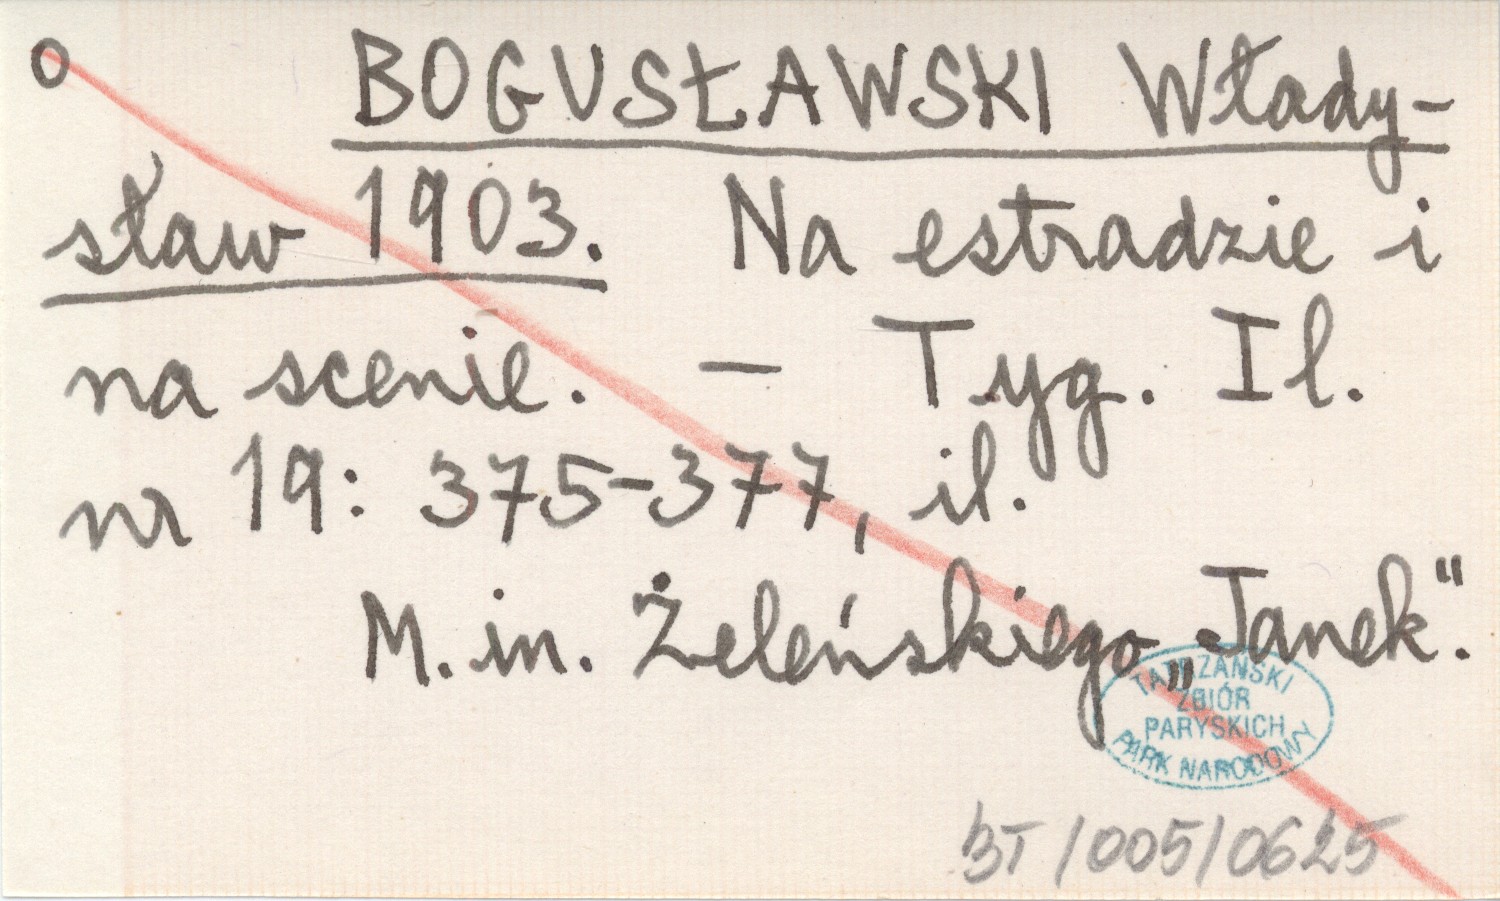 o BOGUSŁAWSKI Włady-
sław 1903. Na estradzie i
na scenie. — Tyg. Il.
nr 19: 375-377, il.
M. in. Żeleńskiego „Janek".
TATRZAŃSKI
ZBIÓR
PARYSKICH
PARK NARODOWY
BT/005/0625